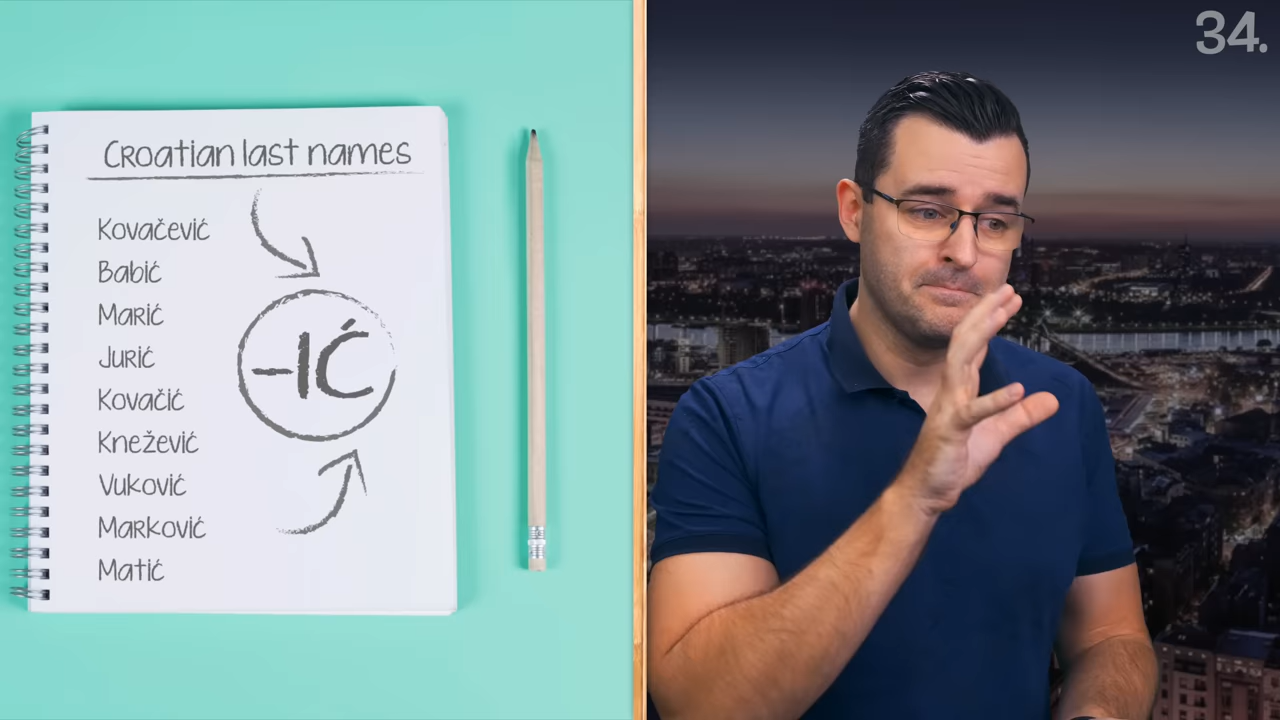 Croatian last names
Kovačević
Babić
Marić
Jurić
Kovačić
Knežević
Vuković
Marković
Matić
-IĆ
34.